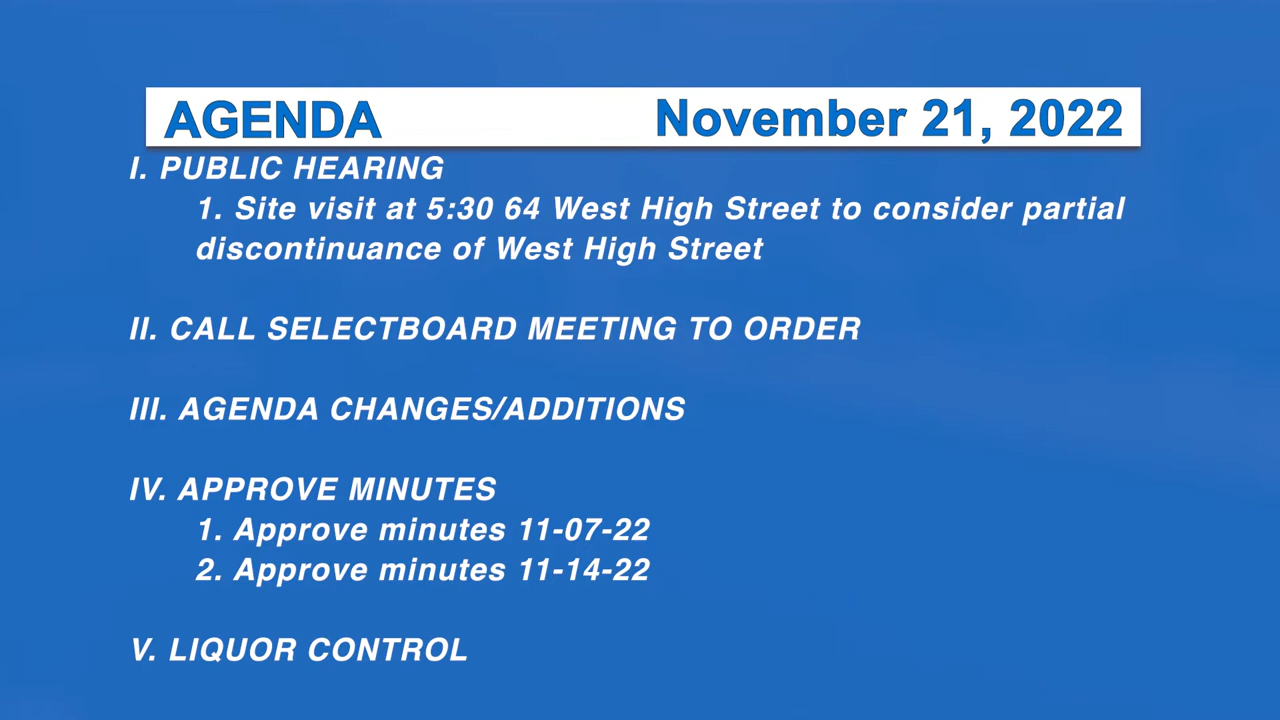 AGENDA November 21, 2022
I. PUBLIC HEARING
1. Site visit at 5:30 64 West High Street to consider partial
discontinuance of West High Street
II. CALL SELECTBOARD MEETING TO ORDER
III. AGENDA CHANGES/ADDITIONS
IV. APPROVE MINUTES
1. Approve minutes 11-07-22
2. Approve minutes 11-14-22
V. LIQUOR CONTROL